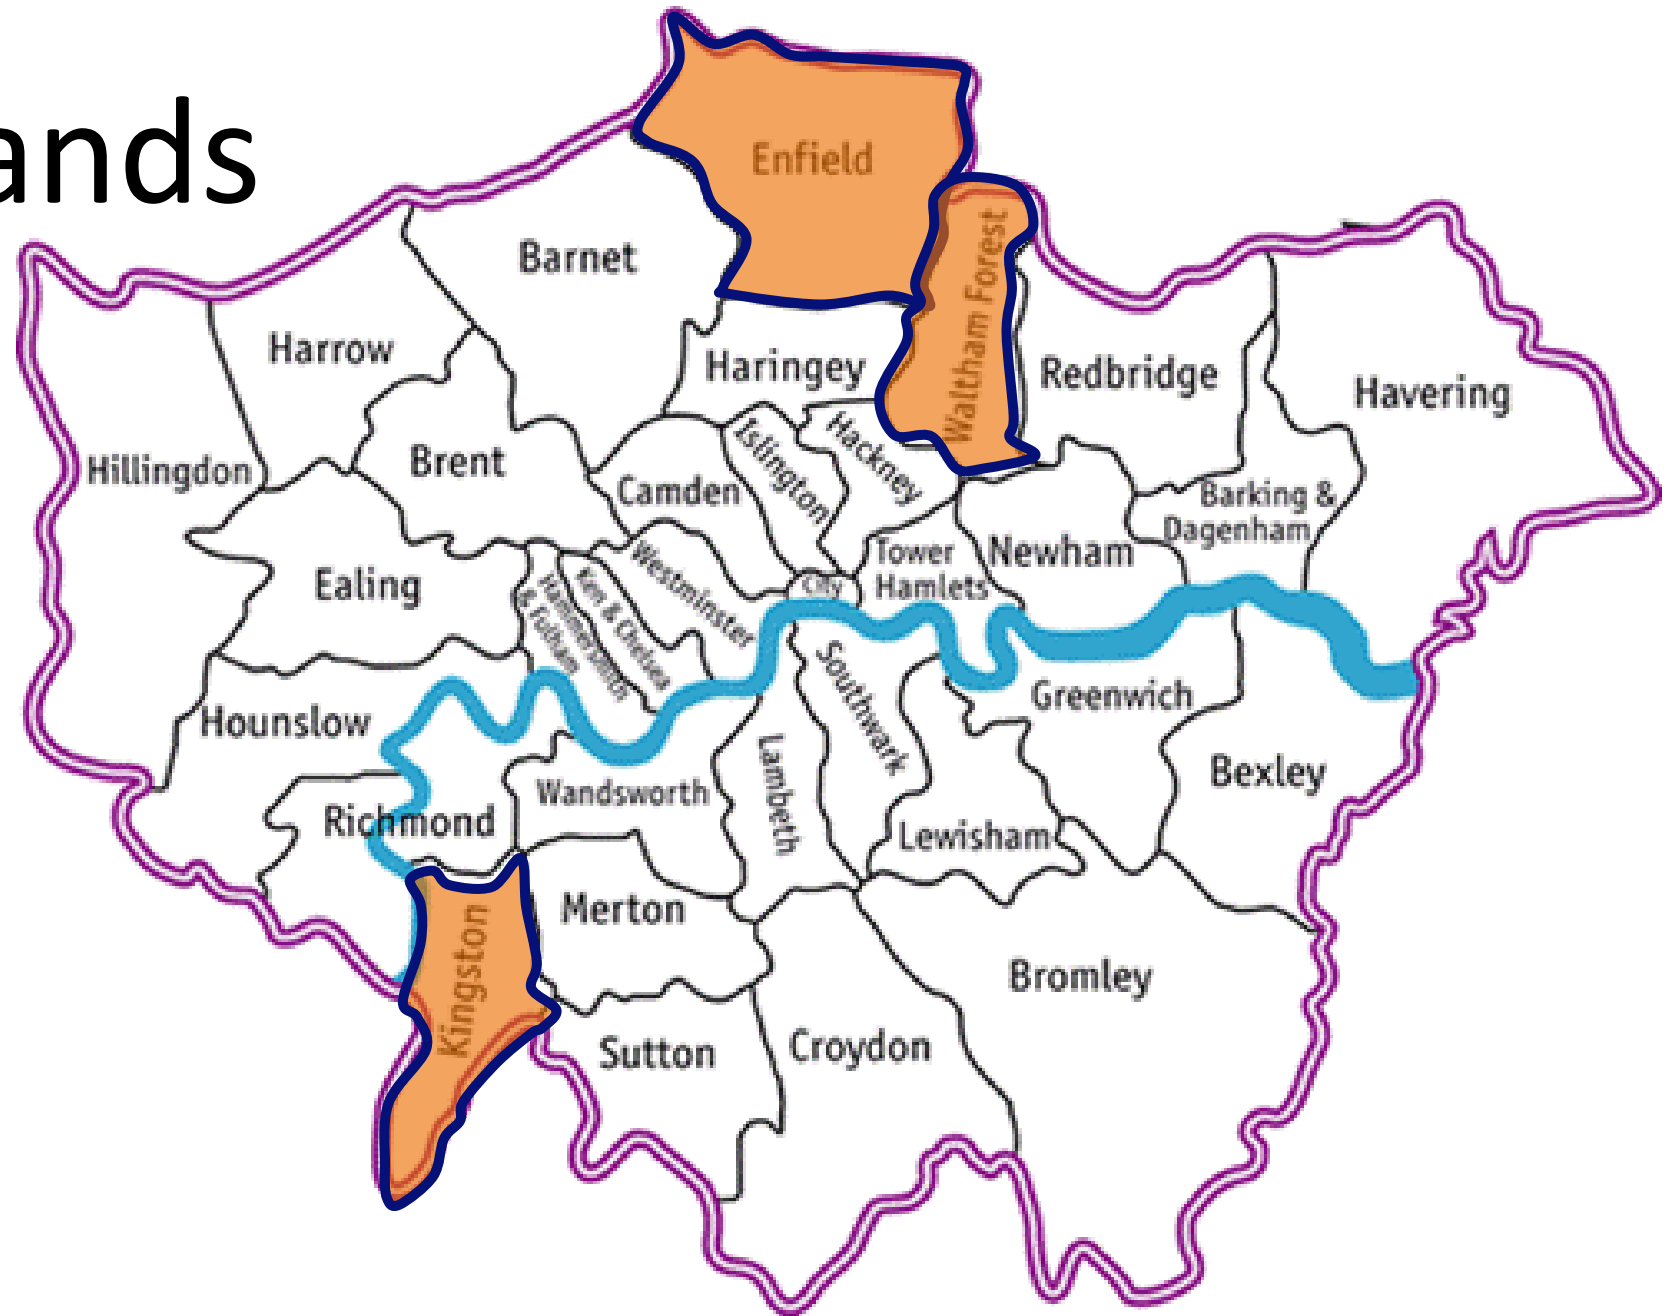 ands
Enfield
Barnet
Waltham Forest
Harrow
Haringey
Redbridge
Havering
Hillingdon
Brent
Camden
Islington
Hackney
Barking &
Dagenham
Ealing
Hammersmith
& Fulham
Ken & Chelsea
Westminster
City
Tower
Hamlets
Newham
Hounslow
Southwark
Greenwich
Richmond
Wandsworth
Lambeth
Lewisham
Bexley
Kingston
Merton
Bromley
Sutton
Croydon